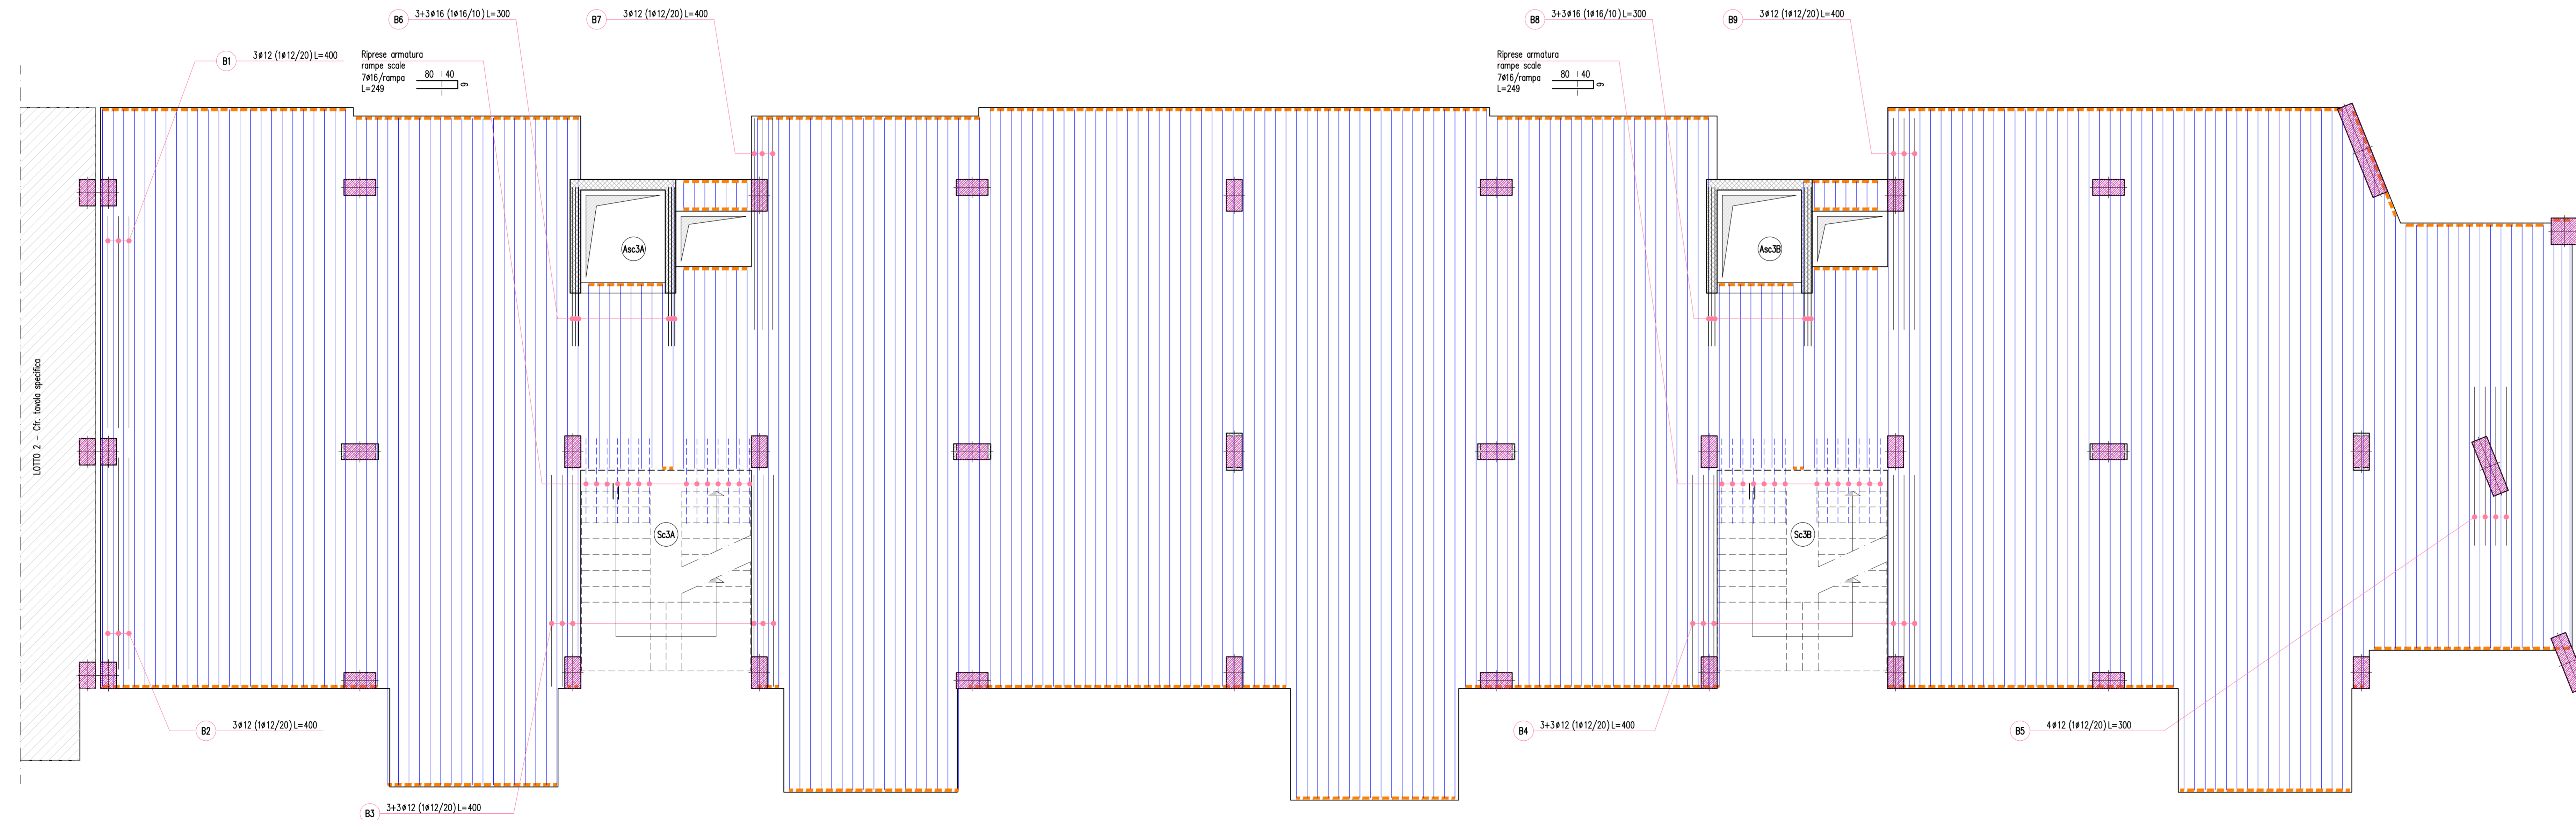 B6
3+3ø16 (1ø16/10) L=300
B7
3ø12 (1ø12/20) L=400
B8
3+3ø16 (1ø16/10) L=300
B9
3ø12 (1ø12/20) L=400
B1
3ø12 (1ø12/20) L=400
Riprese armatura
rampe scale
7ø16/rampa
L=249
80
40
9
Riprese armatura
rampe scale
7ø16/rampa
L=249
80
40
9
Asc3A
Asc3B
LOTTO 2 - Cfr. tavola specifica
Sc3A
Sc3B
B2
3ø12 (1ø12/20) L=400
B4
3+3ø12 (1ø12/20) L=400
B5
4ø12 (1ø12/20) L=300
B3
3+3ø12 (1ø12/20) L=400